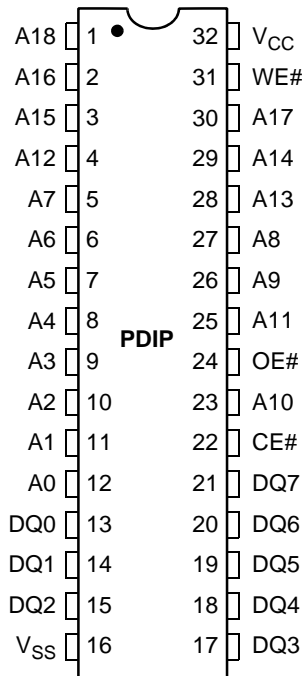 A18 1 32 VCC
A16 2 31 WE#
A15 3 30 A17
A12 4 29 A14
A7 5 28 A13
A6 6 27 A8
A5 7 26 A9
A4 8 25 A11
PDIP
A3 9 24 OE#
A2 10 23 A10
A1 11 22 CE#
A0 12 21 DQ7
DQ0 13 20 DQ6
DQ1 14 19 DQ5
DQ2 15 18 DQ4
VSS 16 17 DQ3